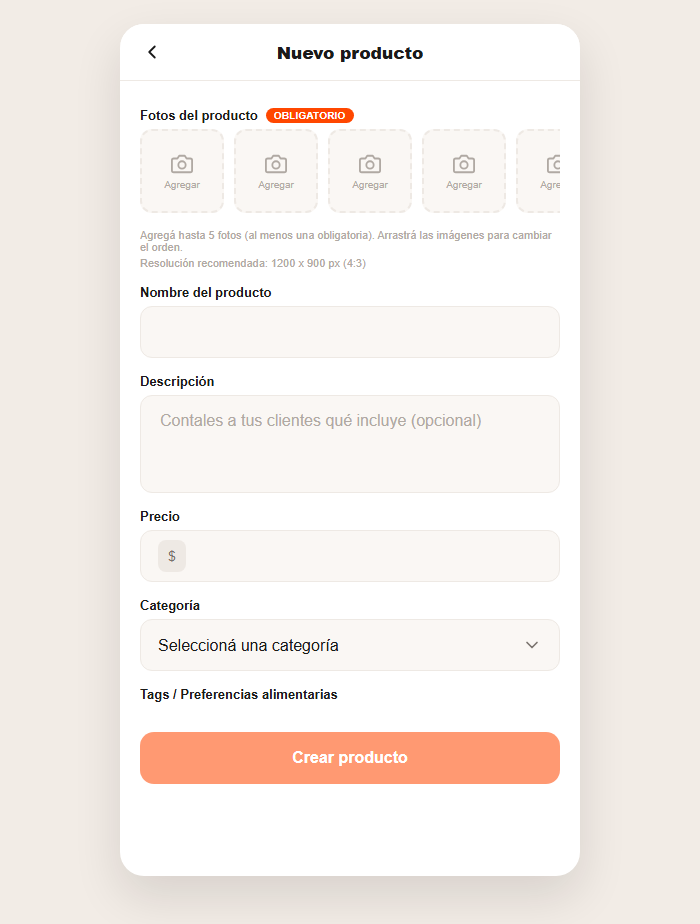 Nuevo producto
Fotos del producto OBLIGATORIO
Agregar Agregar Agregar Agregar Agre
Agregá hasta 5 fotos (al menos una obligatoria). Arrastrá las imágenes para cambiar
el orden.
Resolución recomendada: 1200 x 900 px (4:3)
Nombre del producto
Descripción
Contales a tus clientes qué incluye (opcional)
Precio
$
Categoría
Seleccioná una categoría
Tags / Preferencias alimentarias
Crear producto